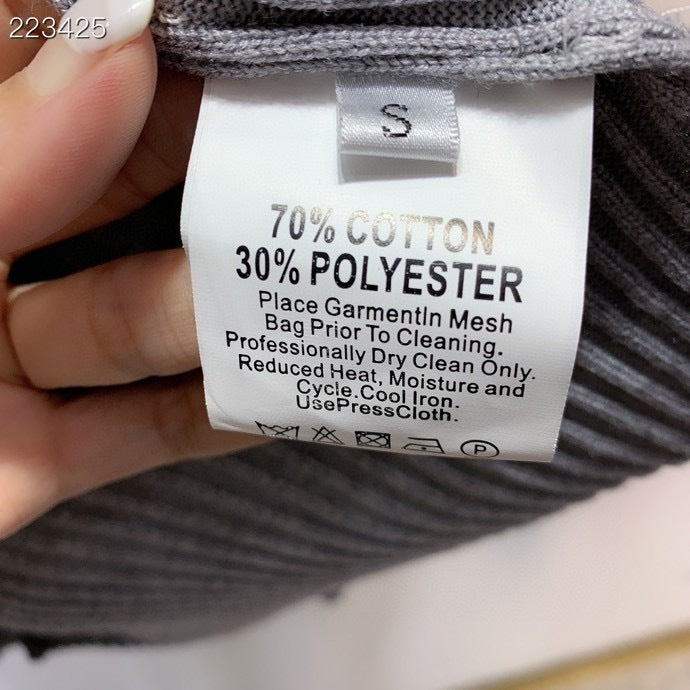 223425
S
70% COTTON
30% POLYESTER
Place GarmentIn Mesh
Bag Prior To Cleaning.
Professionally Dry Clean Only.
Reduced Heat, Moisture and
Cycle.Cool Iron.
UsePressCloth.
P